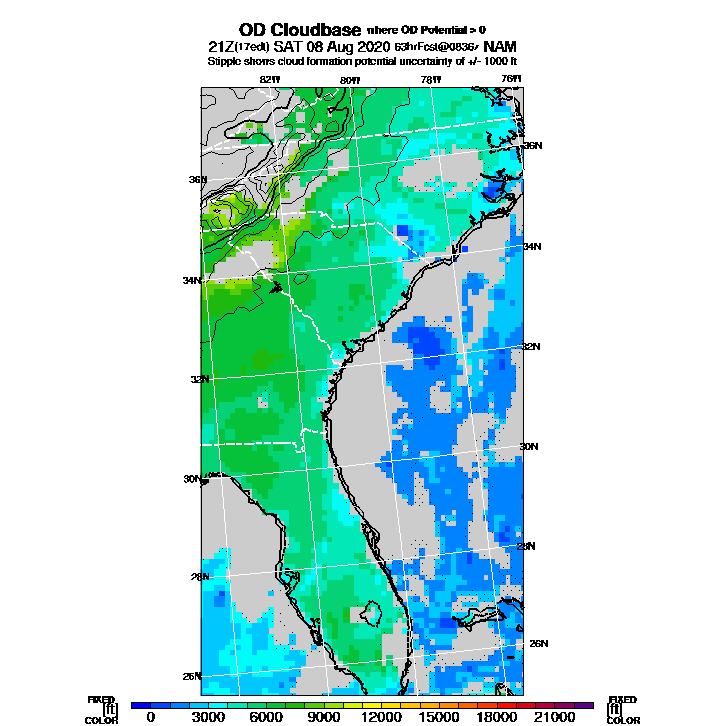 OD Cloudbase where OD Potential > 0
21Z(17edt) SAT 08 Aug 2020 63hrFcst@0836z NAM
Stipple shows cloud formation potential uncertainty of +/- 1000 ft
82W 80W 78W 76W
36N
36N
34N
34N
32N
32N
30N
30N
28N
28N
26N
26N
FIXED FIXED
[ft] 0 3000 6000 9000 12000 15000 18000 21000 [ft]
COLOR COLOR